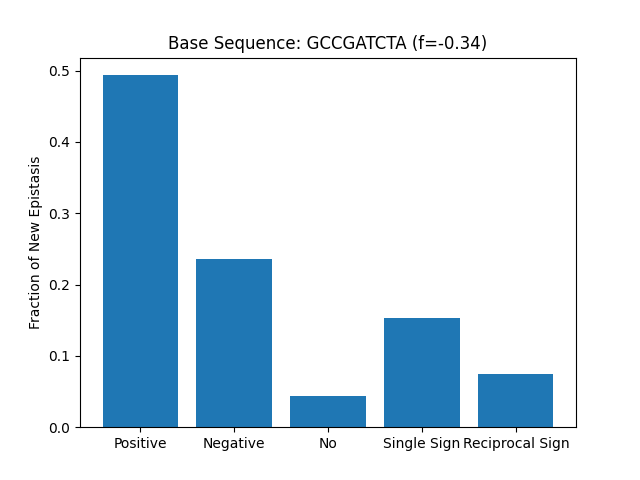 Base Sequence: GCCGATCTA (f=-0.34)
Fraction of New Epistasis
0.5
0.4
0.3
0.2
0.1
0.0
Positive Negative No Single Sign Reciprocal Sign